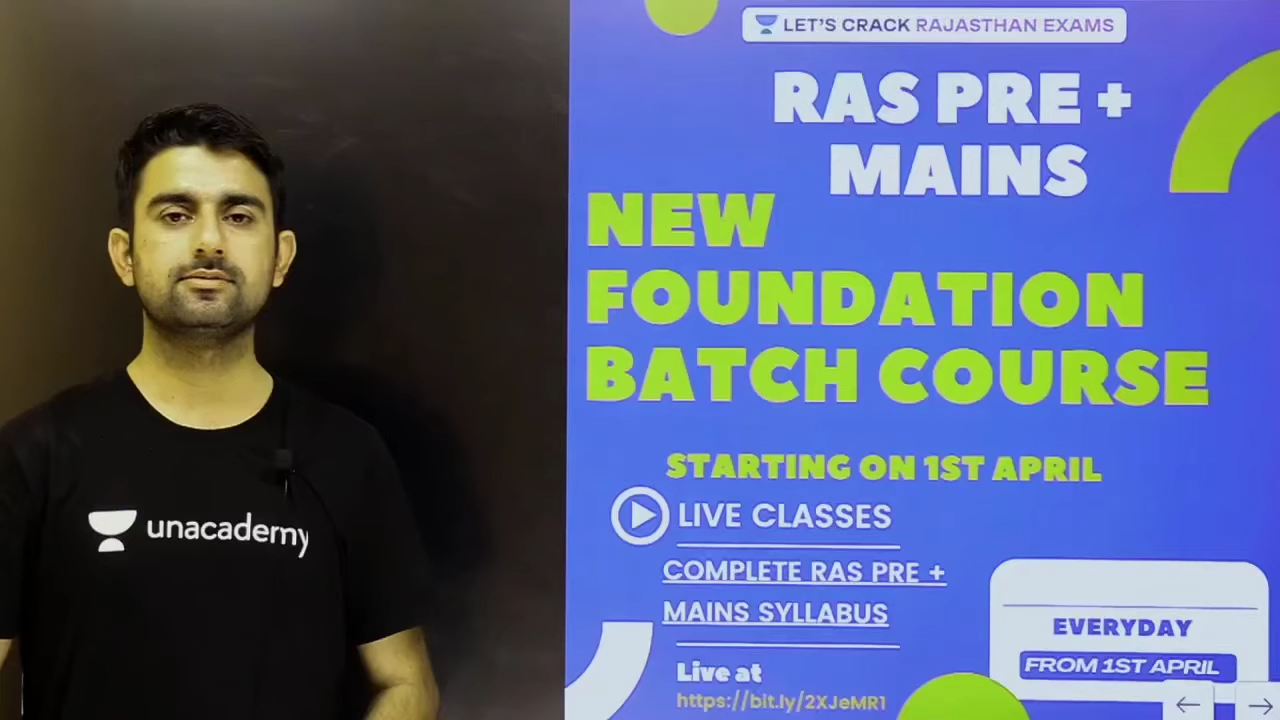 LET'S CRACK RAJASTHAN EXAMS
RAS PRE +
MAINS
NEW
FOUNDATION
BATCH COURSE
STARTING ON 1ST APRIL
LIVE CLASSES
COMPLETE RAS PRE +
MAINS SYLLABUS
Live at
https://bit.ly/2XJeMR1
EVERYDAY
FROM 1ST APRIL
unacademy